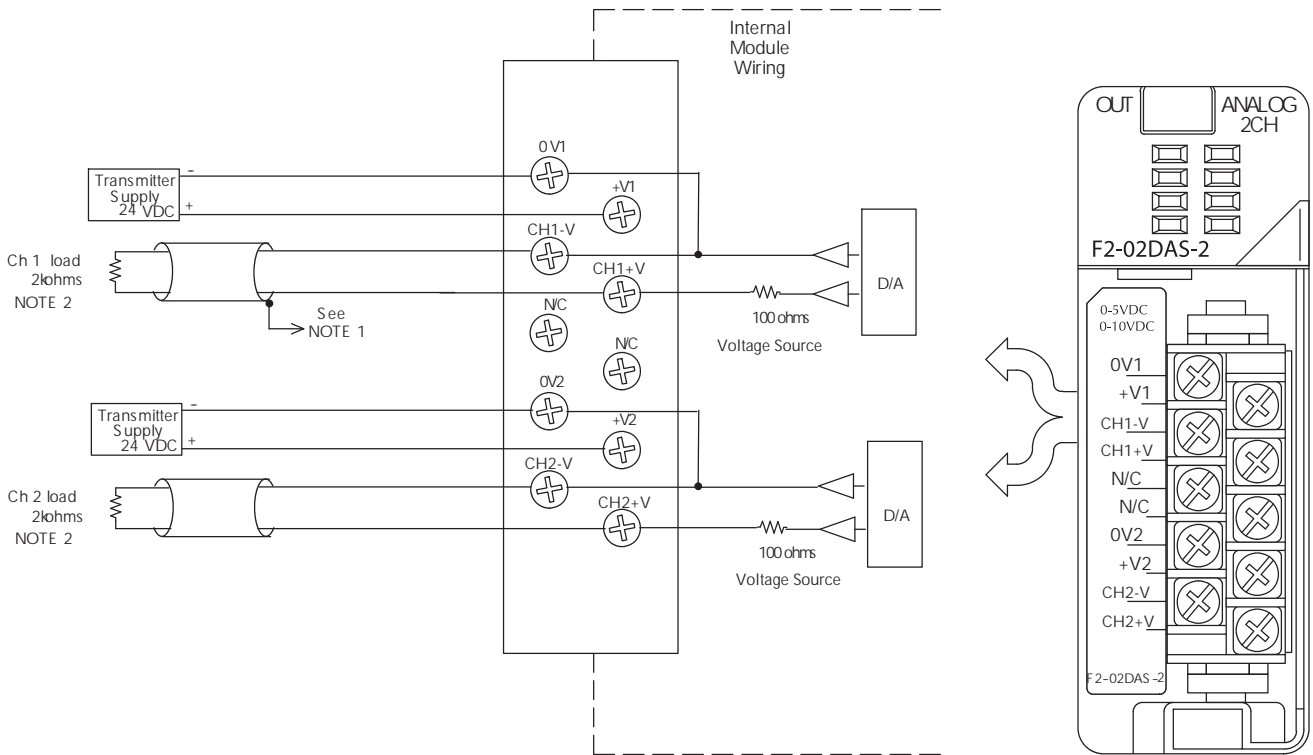 Internal
Module
Wiring
0V1
+V1
Transmitter
Supply
24 VDC
-
+
CH1-V
CH1+V
Ch 1 load
2kohms
NOTE 2
See
NOTE 1
N/C
N/C
100 ohms
Voltage Source
D/A
0V2
+V2
Transmitter
Supply
24 VDC
-
+
CH2-V
CH2+V
Ch 2 load
2kohms
NOTE 2
100 ohms
Voltage Source
D/A
OUT
ANALOG
2CH
F2-02DAS-2
0-5VDC
0-10VDC
0V1
+V1
CH1-V
CH1+V
N/C
N/C
0V2
+V2
CH2-V
CH2+V
F2-02DAS-2